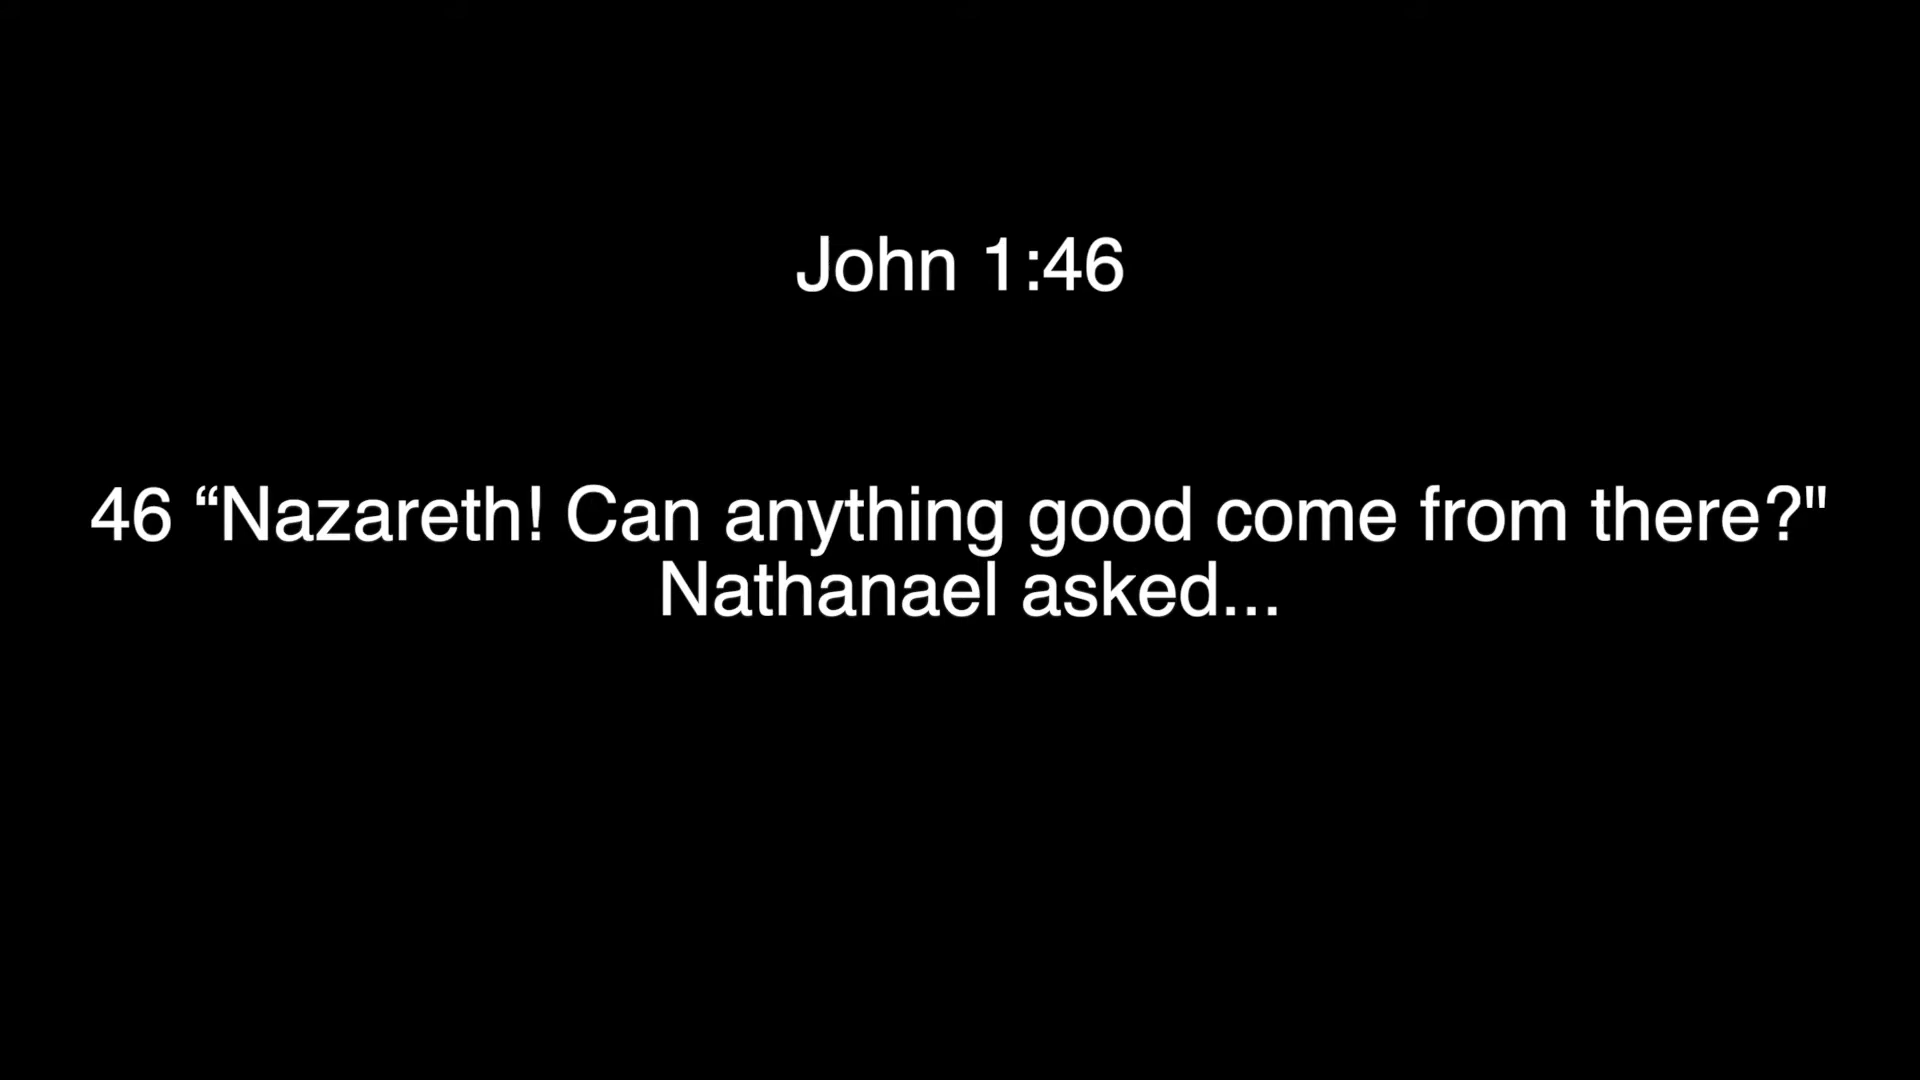 John 1:46
46 “Nazareth! Can anything good come from there?"
Nathanael asked...